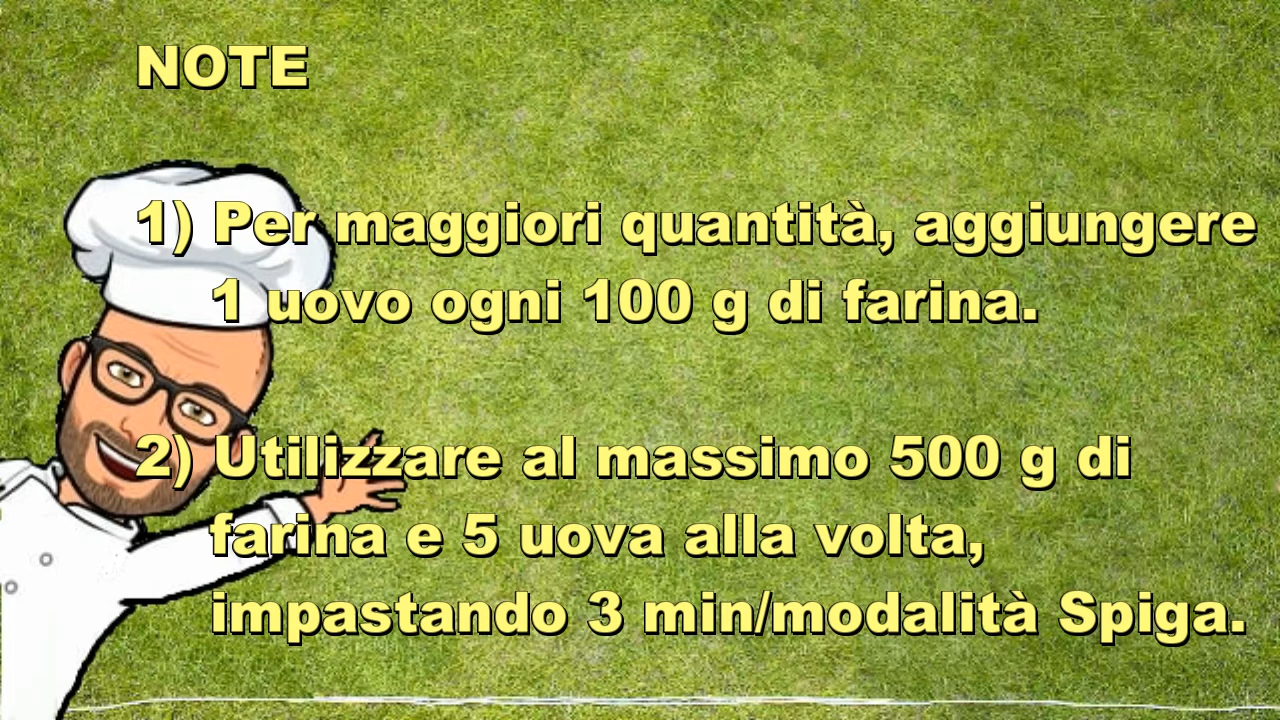 NOTE
1) Per maggiori quantità, aggiungere
1 uovo ogni 100 g di farina.
2) Utilizzare al massimo 500 g di
farina e 5 uova alla volta,
impastando 3 min/modalità Spiga.